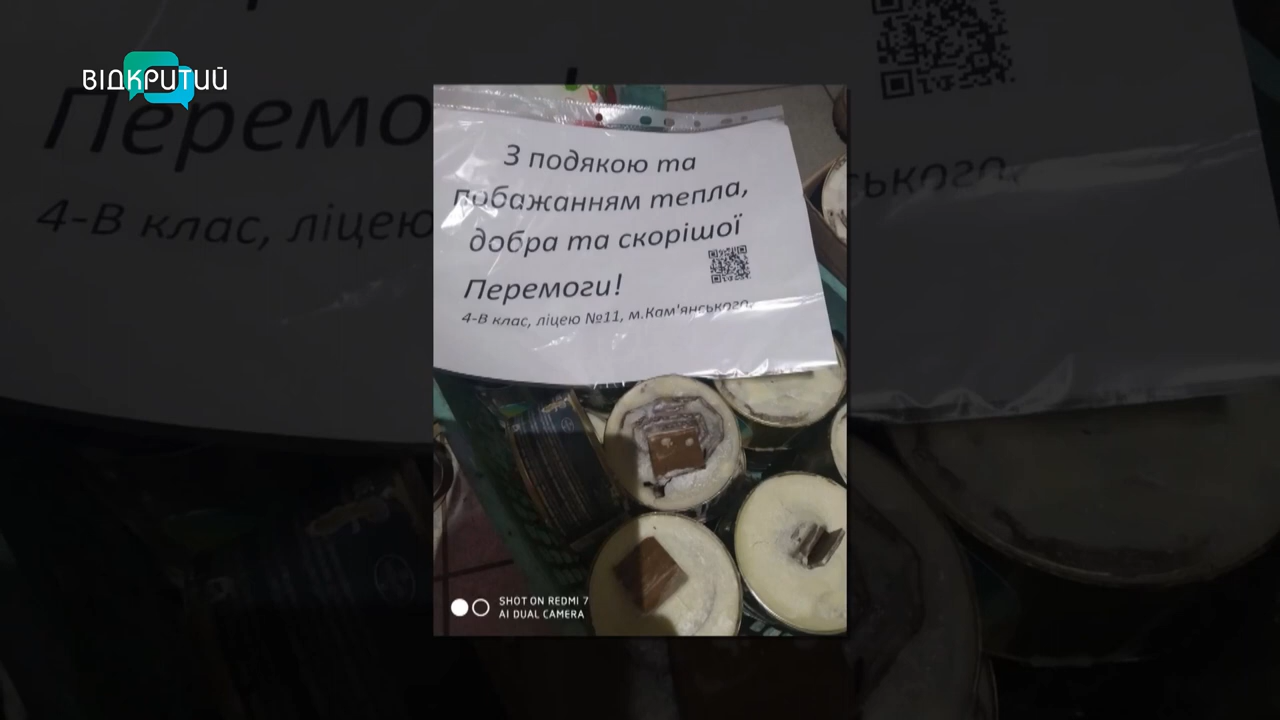 ВІДКРИТИЙ
З подякою та
побажанням тепла,
добра та скорішої
Перемоги!
4-В клас, ліцею №11, м.Кам'янського,
SHOT ON REDMI 7
AI DUAL CAMERA